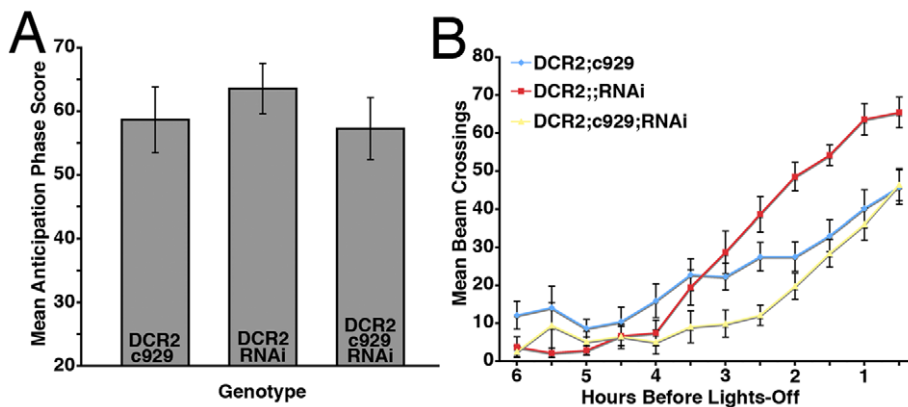 A
Mean Anticipation Phase Score
70
60
50
40
30
20
DCR2
c929
DCR2
RNAi
DCR2
c929
RNAi
Genotype
B
Mean Beam Crossings
80
70
60
50
40
30
20
10
0
DCR2;c929
DCR2;;RNAi
DCR2;c929;RNAi
6 5 4 3 2 1
Hours Before Lights-Off